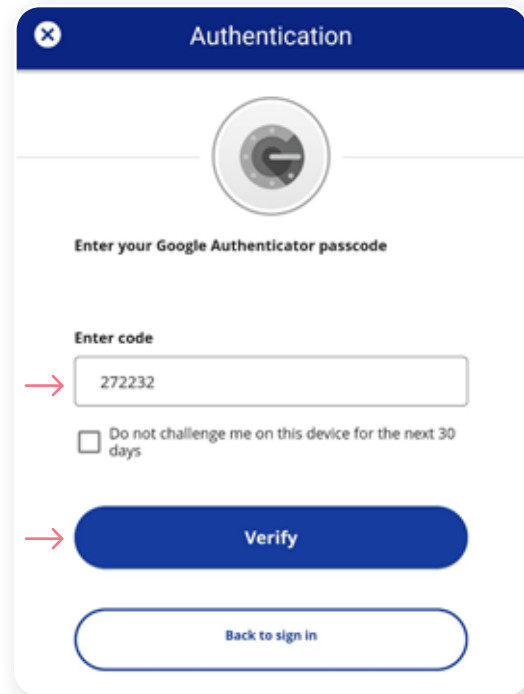 Authentication
Enter your Google Authenticator passcode
Enter code
272232
Do not challenge me on this device for the next 30
days
Verify
Back to sign in